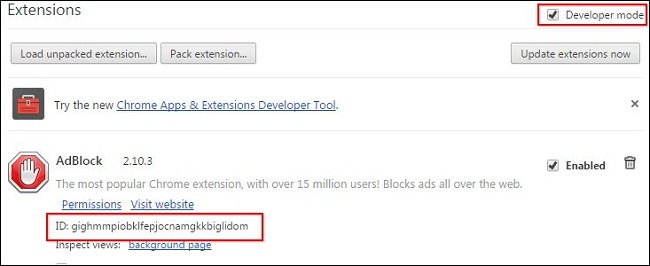 Extensions
Developer mode
Load unpacked extension... Pack extension... Update extensions now
Try the new Chrome Apps & Extensions Developer Tool.
AdBlock 2.10.3
Enabled
The most popular Chrome extension, with over 15 million users! Blocks ads all over the web.
Permissions Visit website
ID: gighmmpiobklfepjocnamgkkbiglidom
Inspect views: background page